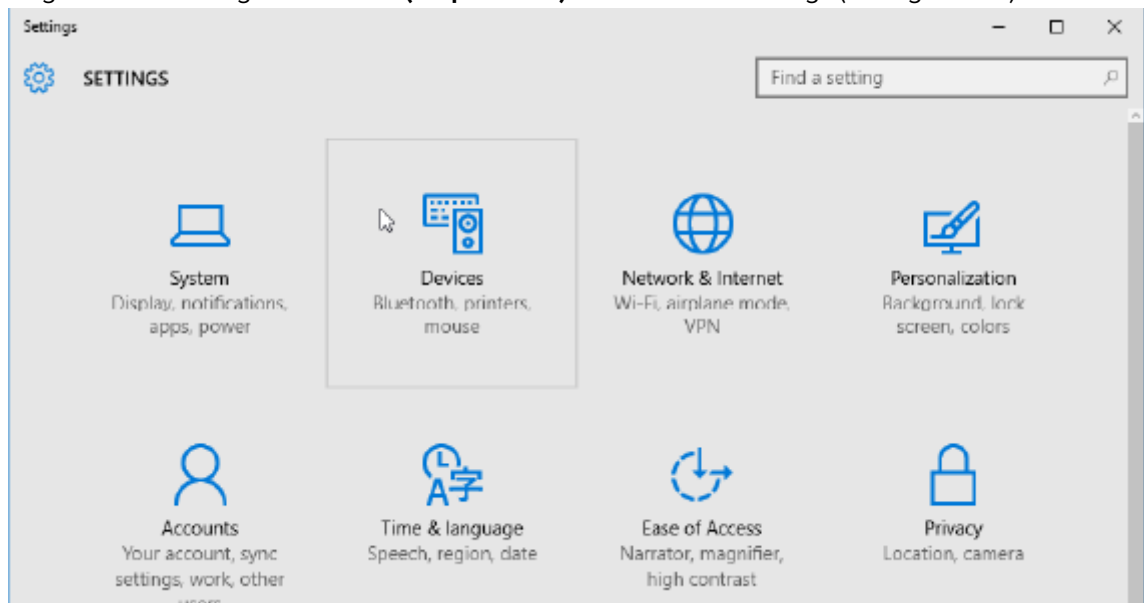 Settings
SETTINGS
Find a setting
System
Display, notifications,
apps, power
Devices
Bluetooth, printers,
mouse
Network & Internet
Wi-Fi, airplane mode,
VPN
Personalization
Background, lock
screen, colors
Accounts
Your account, sync
settings, work, other
users
Time & language
Speech, region, date
Ease of Access
Narrator, magnifier,
high contrast
Privacy
Location, camera